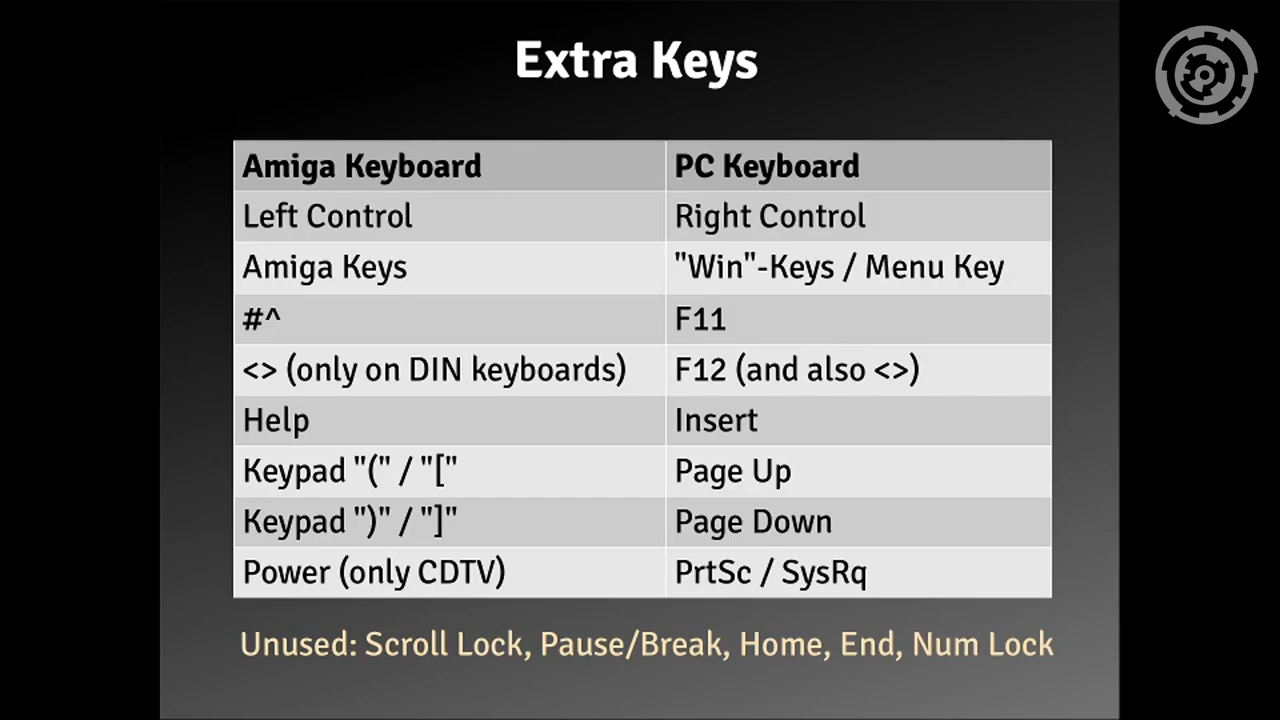 Extra Keys
Amiga Keyboard PC Keyboard
Left Control Right Control
Amiga Keys "Win"-Keys / Menu Key
#^ F11
<> (only on DIN keyboards) F12 (and also <>)
Help Insert
Keypad "(" / "[" Page Up
Keypad ")" / "]" Page Down
Power (only CDTV) PrtSc / SysRq
Unused: Scroll Lock, Pause/Break, Home, End, Num Lock